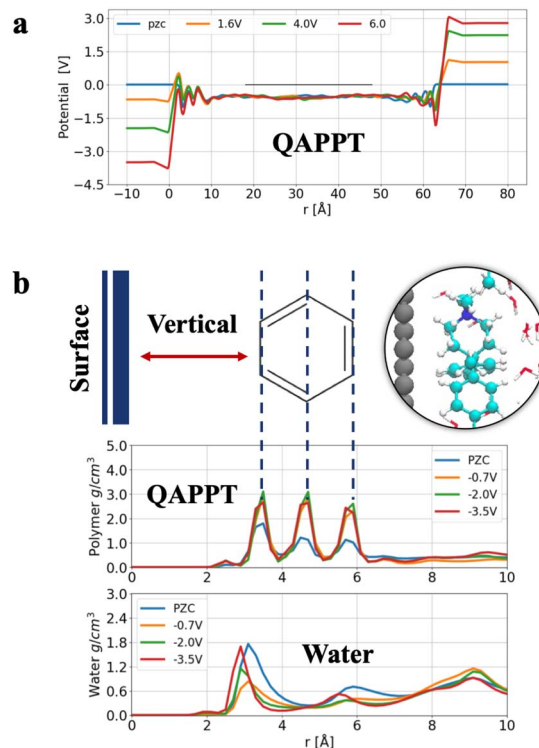 a
pzc 1.6V 4.0V 6.0
Potential [V]
3.0
1.5
0.0
−1.5
−3.0
−4.5
QAPPT
−10 0 10 20 30 40 50 60 70 80
r [Å]
b
Surface
Vertical
Polymer g/cm³
5.0
4.0
3.0
2.0
1.0
0.0
QAPPT
PZC
-0.7V
-2.0V
-3.5V
0 2 4 6 8 10
Water g/cm³
3.0
2.4
1.8
1.2
0.6
0.0
PZC
-0.7V
-2.0V
-3.5V
Water
0 2 4 6 8 10
r [Å]